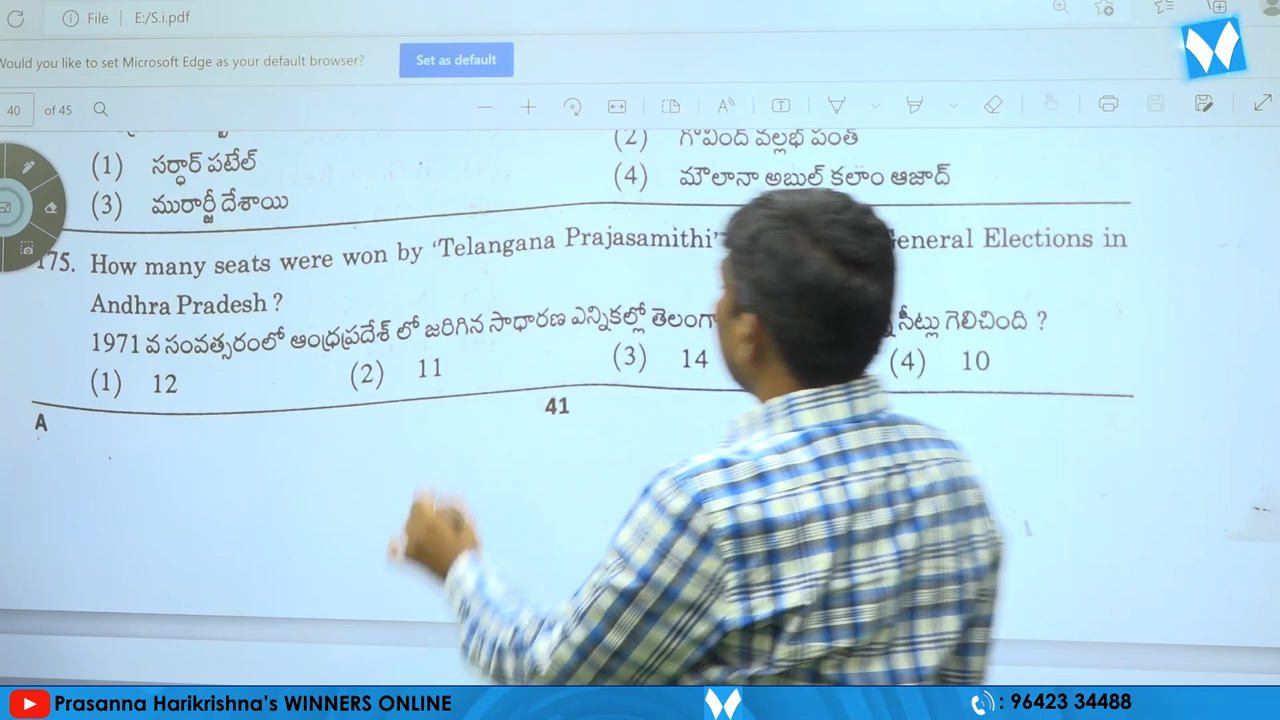 File E:/S.i.pdf
Would you like to set Microsoft Edge as your default browser? Set as default
40 of 45
(1) సర్ధార్ పటేల్ (2) గోవింద్ వల్లభ్ పంత్
(3) మురార్జీ దేశాయి (4) మౌలానా అబుల్ కలాం ఆజాద్
175. How many seats were won by 'Telangana Prajasamithi' General Elections in
Andhra Pradesh ?
1971 వ సంవత్సరంలో ఆంధ్రప్రదేశ్ లో జరిగిన సాధారణ ఎన్నికల్లో సీట్లు గెలిచింది ?
(1) 12 (2) 11 (3) 14 (4) 10
A 41
Prasanna Harikrishna's WINNERS ONLINE : 96423 34488